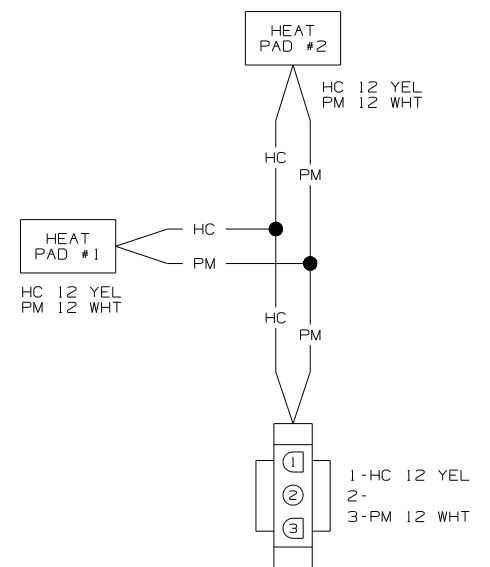 HEAT
PAD #2
HC 12 YEL
PM 12 WHT
HC
PM
HEAT
PAD #1
HC
PM
HC 12 YEL
PM 12 WHT
HC
PM
1
2
3
1-HC 12 YEL
2-
3-PM 12 WHT